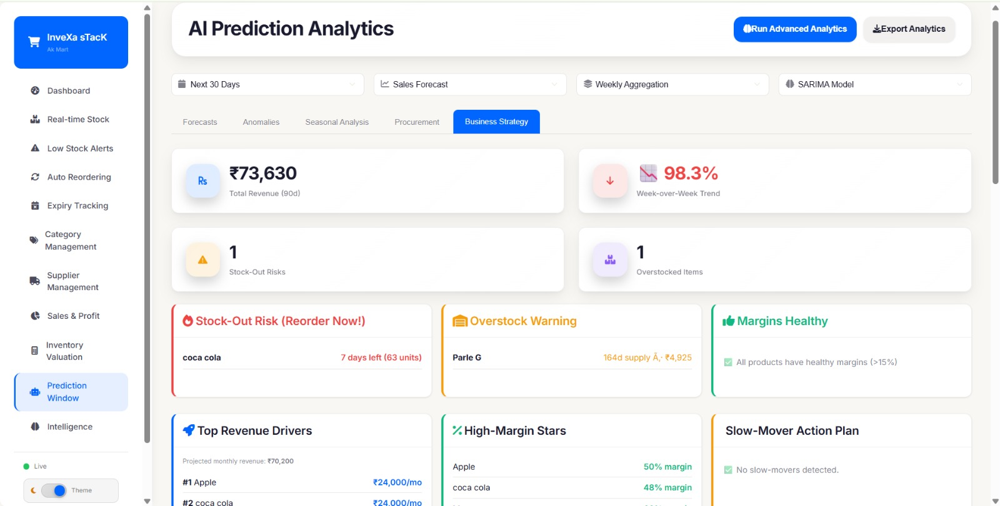 InveXa sTacK
Ak Mart
Dashboard
Real-time Stock
Low Stock Alerts
Auto Reordering
Expiry Tracking
Category
Management
Supplier
Management
Sales & Profit
Inventory
Valuation
Prediction
Window
Intelligence
Live
Theme
AI Prediction Analytics
Run Advanced Analytics
Export Analytics
Next 30 Days
Sales Forecast
Weekly Aggregation
SARIMA Model
Forecasts
Anomalies
Seasonal Analysis
Procurement
Business Strategy
Rs
₹73,630
Total Revenue (90d)
98.3%
Week-over-Week Trend
1
Stock-Out Risks
1
Overstocked Items
Stock-Out Risk (Reorder Now!)
coca cola 7 days left (63 units)
Overstock Warning
Parle G 164d supply Ã‚· ₹4,925
Margins Healthy
All products have healthy margins (>15%)
Top Revenue Drivers
Projected monthly revenue: ₹70,200
#1 Apple ₹24,000/mo
#2 coca cola ₹24,000/mo
High-Margin Stars
Apple 50% margin
coca cola 48% margin
Slow-Mover Action Plan
No slow-movers detected.